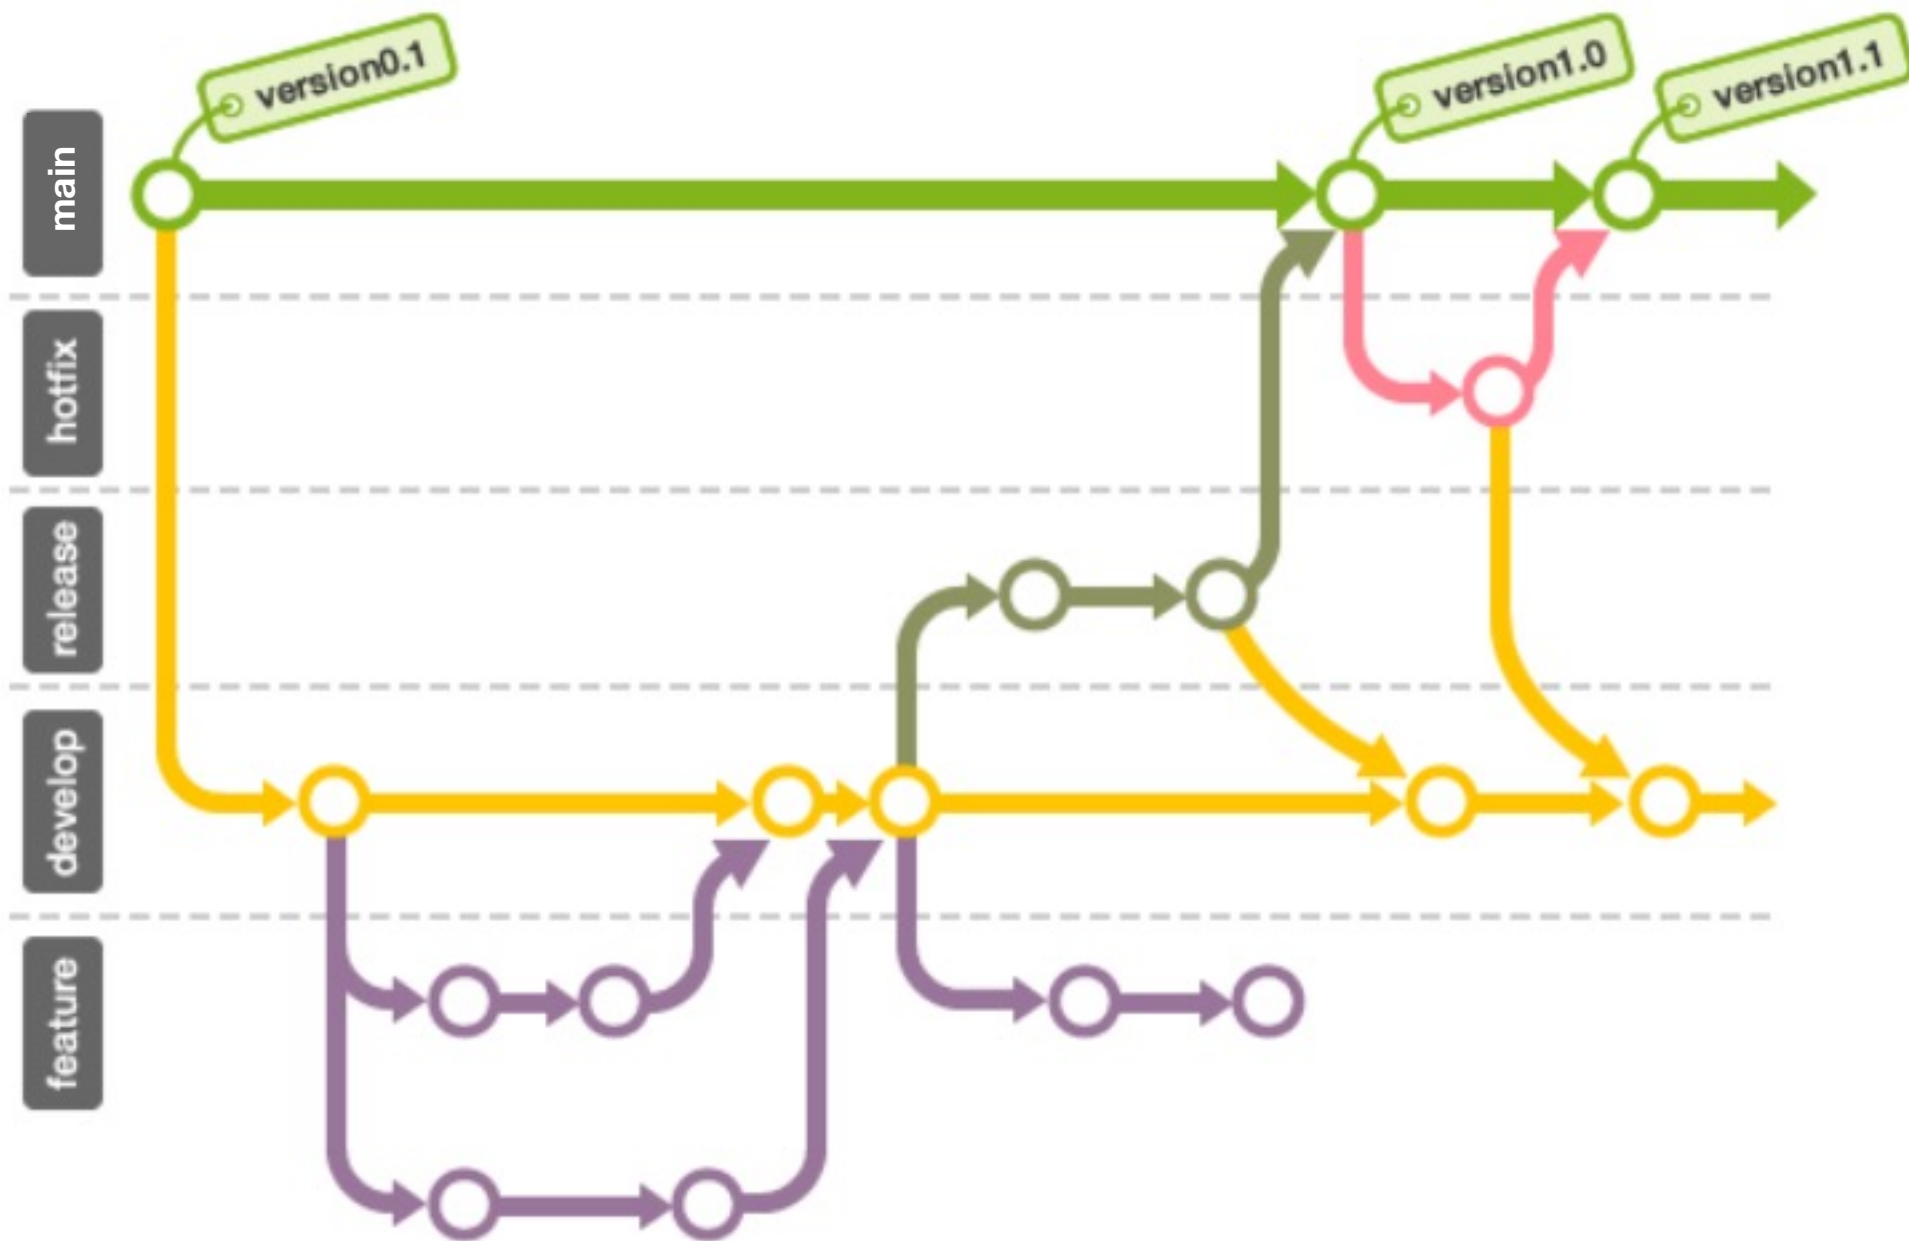 version0.1
version1.0
version1.1
main
hotfix
release
develop
feature